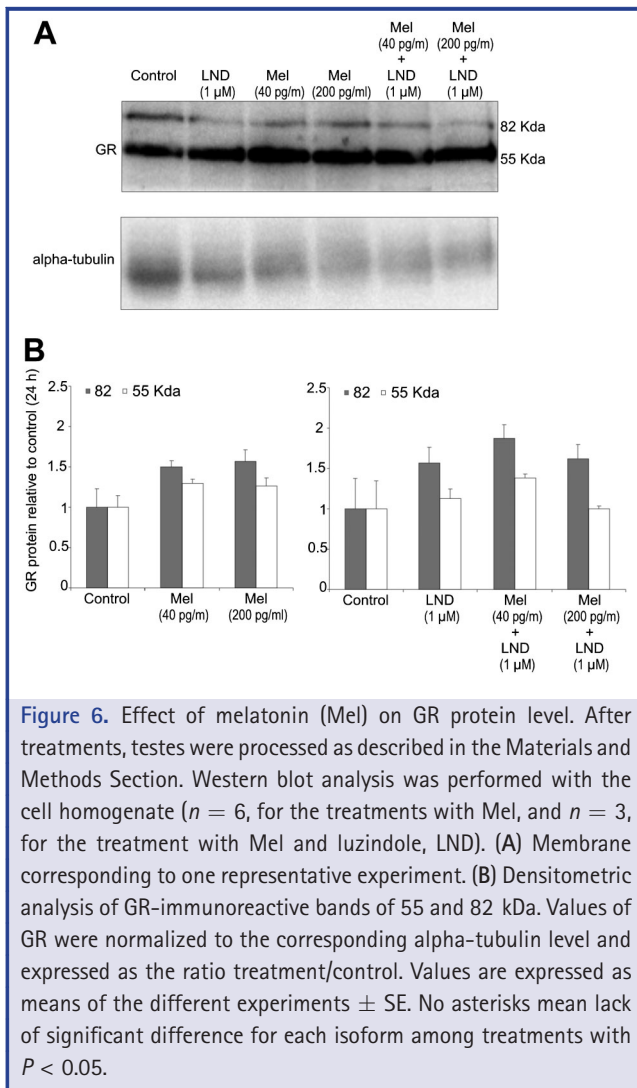 A
Control
LND
(1 µM)
Mel
(40 pg/m)
Mel
(200 pg/ml)
Mel
(40 pg/m)
+
LND
(1 µM)
Mel
(200 pg/m)
+
LND
(1 µM)
GR
82 Kda
55 Kda
alpha-tubulin
B
GR protein relative to control (24 h)
82 55 Kda
2.5
2
1.5
1
0.5
0
Control
Mel
(40 pg/m)
Mel
(200 pg/ml)
82 55 Kda
2.5
2
1.5
1
0.5
0
Control
LND
(1 µM)
Mel
(40 pg/m)
+
LND
(1 µM)
Mel
(200 pg/m)
+
LND
(1 µM)
Figure 6. Effect of melatonin (Mel) on GR protein level. After
treatments, testes were processed as described in the Materials and
Methods Section. Western blot analysis was performed with the
cell homogenate (n = 6, for the treatments with Mel, and n = 3,
for the treatment with Mel and luzindole, LND). (A) Membrane
corresponding to one representative experiment. (B) Densitometric
analysis of GR-immunoreactive bands of 55 and 82 kDa. Values of
GR were normalized to the corresponding alpha-tubulin level and
expressed as the ratio treatment/control. Values are expressed as
means of the different experiments ± SE. No asterisks mean lack
of significant difference for each isoform among treatments with
P < 0.05.